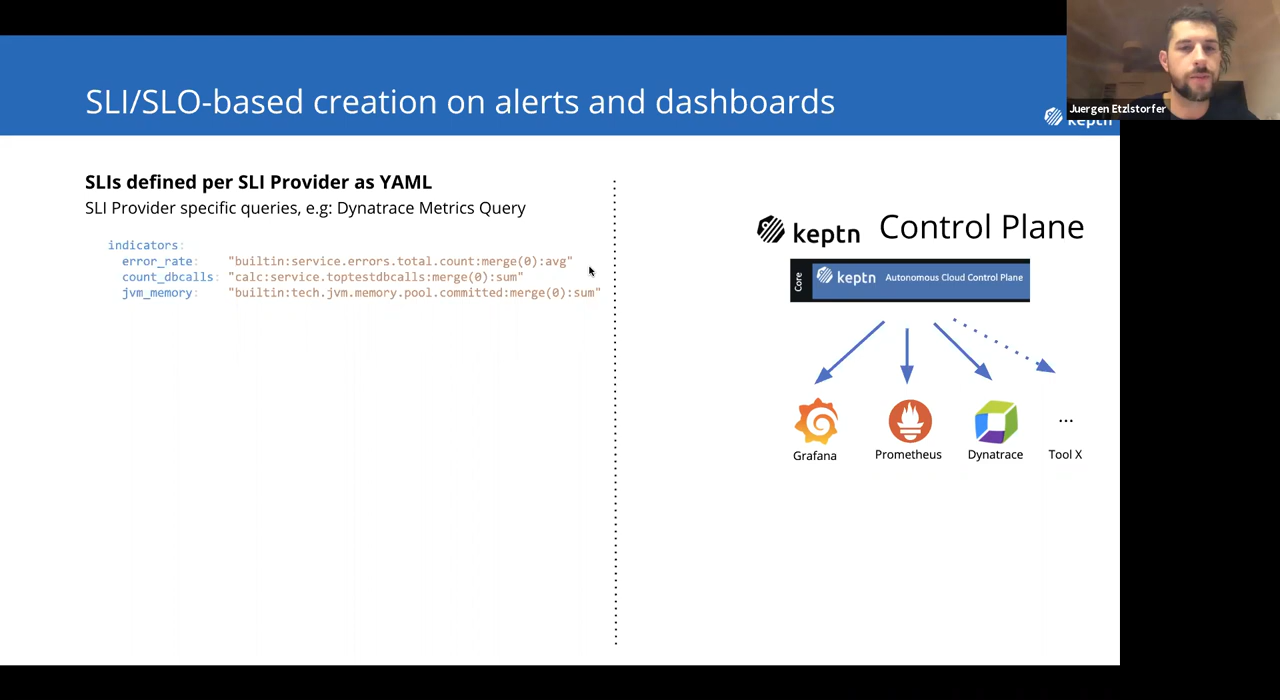 SLI/SLO-based creation on alerts and dashboards
Juergen Etzlstorfer
keptn
SLIs defined per SLI Provider as YAML
SLI Provider specific queries, e.g: Dynatrace Metrics Query
indicators:
error_rate: "builtin:service.errors.total.count:merge(0):avg"
count_dbcalls: "calc:service.toptestdbcalls:merge(0):sum"
jvm_memory: "builtin:tech.jvm.memory.pool.committed:merge(0):sum"
keptn Control Plane
Core
keptn Autonomous Cloud Control Plane
...
Grafana Prometheus Dynatrace Tool X